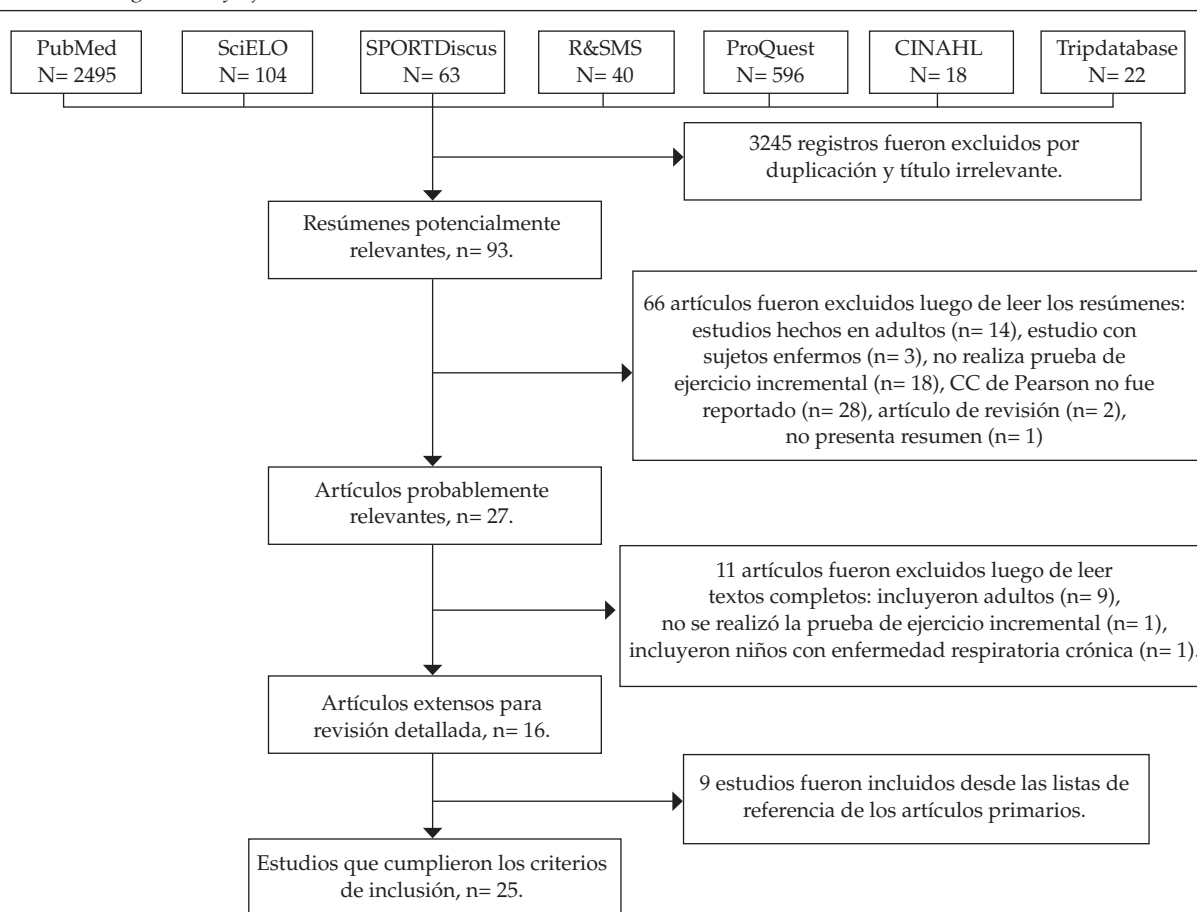 PubMed
N= 2495
SciELO
N= 104
SPORTDiscus
N= 63
R&SMS
N= 40
ProQuest
N= 596
CINAHL
N= 18
Tripdatabase
N= 22
3245 registros fueron excluidos por
duplicación y título irrelevante.
Resúmenes potencialmente
relevantes, n= 93.
66 artículos fueron excluidos luego de leer los resúmenes:
estudios hechos en adultos (n= 14), estudio con
sujetos enfermos (n= 3), no realiza prueba de
ejercicio incremental (n= 18), CC de Pearson no fue
reportado (n= 28), artículo de revisión (n= 2),
no presenta resumen (n= 1)
Artículos probablemente
relevantes, n= 27.
11 artículos fueron excluidos luego de leer
textos completos: incluyeron adultos (n= 9),
no se realizó la prueba de ejercicio incremental (n= 1),
incluyeron niños con enfermedad respiratoria crónica (n= 1).
Artículos extensos para
revisión detallada, n= 16.
9 estudios fueron incluidos desde las listas de
referencia de los artículos primarios.
Estudios que cumplieron los criterios
de inclusión, n= 25.